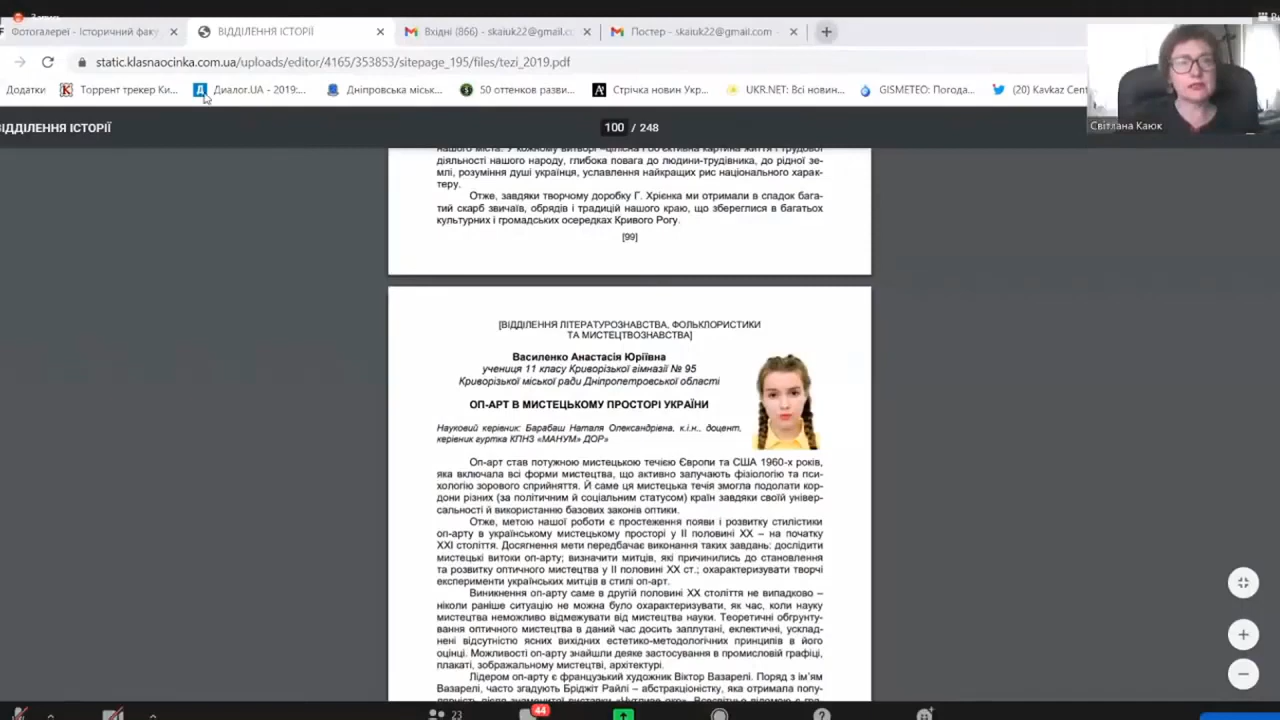 Запись
Фотогалереї - Історичний факу
ВІДДІЛЕННЯ ІСТОРІЇ
Вхідні (866) - skaiuk22@gmail.co
Постер - skaiuk22@gmail.com -
static.klasnaocinka.com.ua/uploads/editor/4165/353853/sitepage_195/files/tezi_2019.pdf
Додатки
Торрент трекер Ки...
Диалог.UA - 2019:...
Дніпровська міськ...
50 оттенков разви...
Стрічка новин Укр...
UKR.NET: Всі новин...
GISMETEO: Погода...
(20) Kavkaz Cent
Світлана Каюк
ВІДДІЛЕННЯ ІСТОРІЇ
100 / 248
нашого міста. У кожному витворі –цілісна і об'єктивна картина життя і трудової
діяльності нашого народу, глибока повага до людини-трудівника, до рідної зе-
млі, розуміння душі українця, уславлення найкращих рис національного харак-
теру.
Отже, завдяки творчому доробку Г. Хрієнка ми отримали в спадок бага-
тий скарб звичаїв, обрядів і традицій нашого краю, що збереглися в багатьох
культурних і громадських осередках Кривого Рогу.
[99]
[ВІДДІЛЕННЯ ЛІТЕРАТУРОЗНАВСТВА, ФОЛЬКЛОРИСТИКИ
ТА МИСТЕЦТВОЗНАВСТВА]
Василенко Анастасія Юріївна
учениця 11 класу Криворізької гімназії № 95
Криворізької міської ради Дніпропетровської області
ОП-АРТ В МИСТЕЦЬКОМУ ПРОСТОРІ УКРАЇНИ
Науковий керівник: Барабаш Наталя Олександрівна, к.і.н., доцент,
керівник гуртка КПНЗ «МАНУМ» ДОР»
Оп-арт став потужною мистецькою течією Європи та США 1960-х років,
яка включала всі форми мистецтва, що активно залучають фізіологію та пси-
хологію зорового сприйняття. Й саме ця мистецька течія змогла подолати кор-
дони різних (за політичним й соціальним статусом) країн завдяки своїй універ-
сальності й використанню базових законів оптики.
Отже, метою нашої роботи є простеження появи і розвитку стилістики
оп-арту в українському мистецькому просторі у ІІ половині ХХ – на початку
ХХІ століття. Досягнення мети передбачає виконання таких завдань: дослідити
мистецькі витоки оп-арту; визначити митців, які причинились до становлення
та розвитку оптичного мистецтва у ІІ половині ХХ ст.; охарактеризувати творчі
експерименти українських митців в стилі оп-арт.
Виникнення оп-арту саме в другій половині ХХ століття не випадково –
ніколи раніше ситуацію не можна було охарактеризувати, як час, коли науку
мистецтва неможливо відмежувати від мистецтва науки. Теоретичні обгрунту-
вання оптичного мистецтва в даний час досить заплутані, еклектичні, усклад-
нені відсутністю ясних вихідних естетико-методологічних принципів в його
оцінці. Можливості оп-арту знайшли деяке застосування в промисловій графіці,
плакаті, зображальному мистецтві, архітектурі.
Лідером оп-арту є французький художник Віктор Вазарелі. Поряд з ім'ям
Вазарелі, часто згадують Бріджіт Райлі – абстракціоністку, яка отримала попу-
23
44